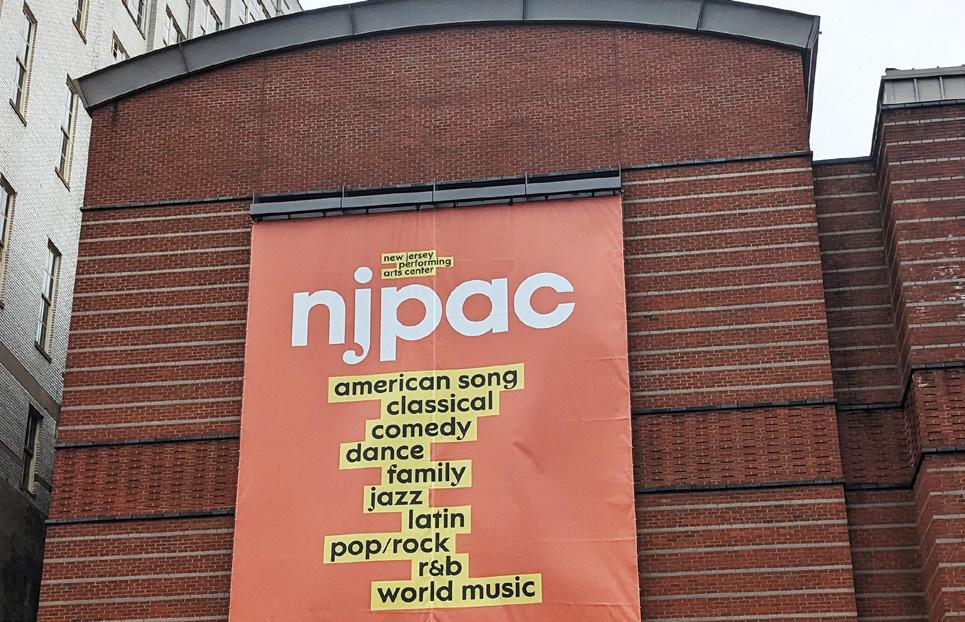 new jersey
performing
arts center
njpac
american song
classical
comedy
dance
family
jazz
latin
pop/rock
r&b
world music